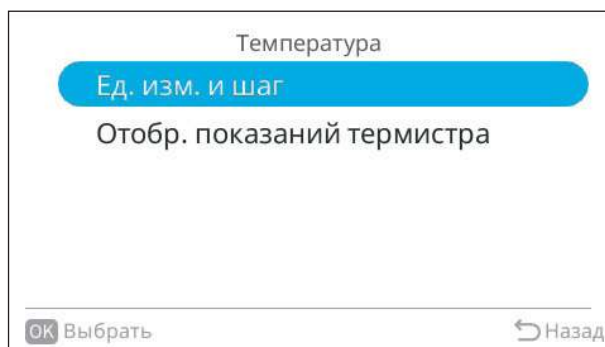 Температура
Ед. изм. и шаг
Отобр. показаний термистра
OK Выбрать
Назад